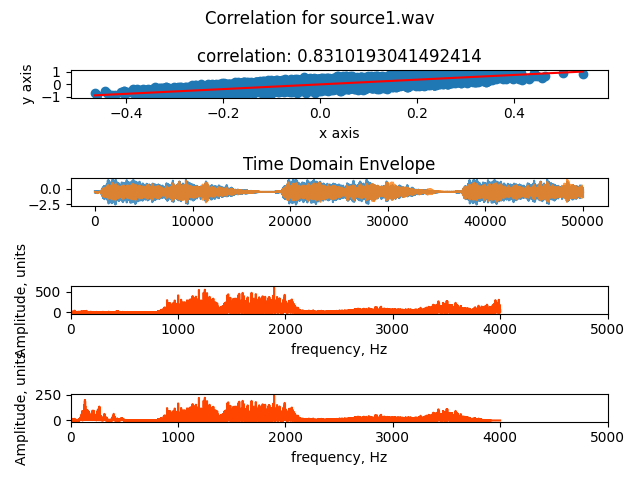 Correlation for source1.wav
correlation: 0.8310193041492414
y axis
1
0
−1
−0.4 −0.2 0.0 0.2 0.4
x axis
Time Domain Envelope
0.0
−2.5
0 10000 20000 30000 40000 50000
Amplitude, units
500
0
0 1000 2000 3000 4000 5000
frequency, Hz
Amplitude, units
250
0
0 1000 2000 3000 4000 5000
frequency, Hz